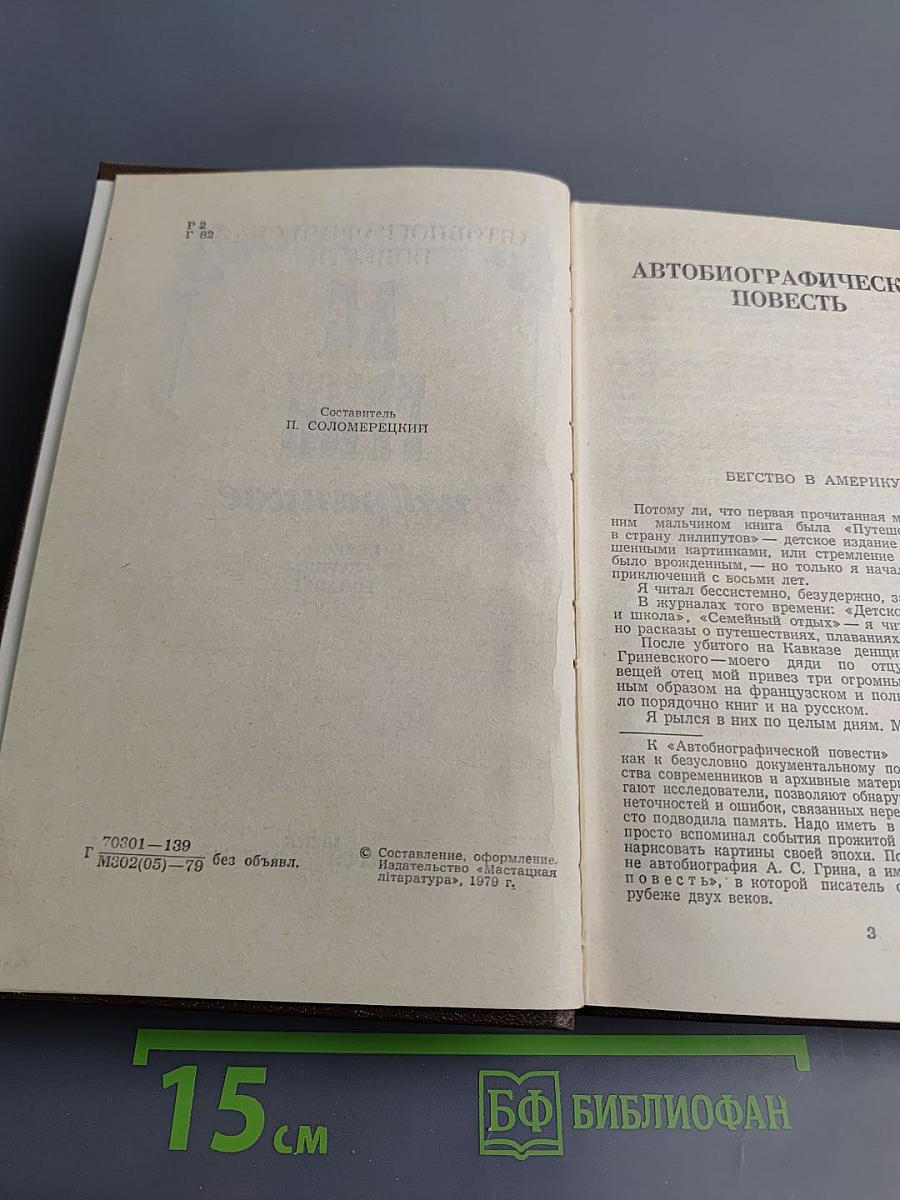 Р 2
Г 82
Составитель
П. СОЛОМЕРЕЦКИЙ
Г 70301—139
М302(05)—79 без объявл.
© Составление, оформление.
Издательство «Мастацкая
літаратура», 1979 г.
АВТОБИОГРАФИЧЕСК
ПОВЕСТЬ
БЕГСТВО В АМЕРИКУ
Потому ли, что первая прочитанная м
ним мальчиком книга была «Путеше
в страну лилипутов» — детское издание
шенными картинками, или стремление
было врожденным, — но только я начал
приключений с восьми лет.
Я читал бессистемно, безудержно, за
В журналах того времени: «Детско
и школа», «Семейный отдых» — я чит
но рассказы о путешествиях, плаваниях
После убитого на Кавказе денщи
Гриневского — моего дяди по отцу
вещей отец мой привез три огромны
ным образом на французском и поль
ло порядочно книг и на русском.
Я рылся в них по целым дням. М
К «Автобиографической повести»
как к безусловно документальному по
ства современников и архивные матери
гают исследователи, позволяют обнару
неточностей и ошибок, связанных нере
сто подводила память. Надо иметь в
просто вспоминал события прожитой
нарисовать картины своей эпохи. По
не автобиография А. С. Грина, а им
повесть», в которой писатель с
рубеже двух веков.
3
15 см
БФ БИБЛИОФАН